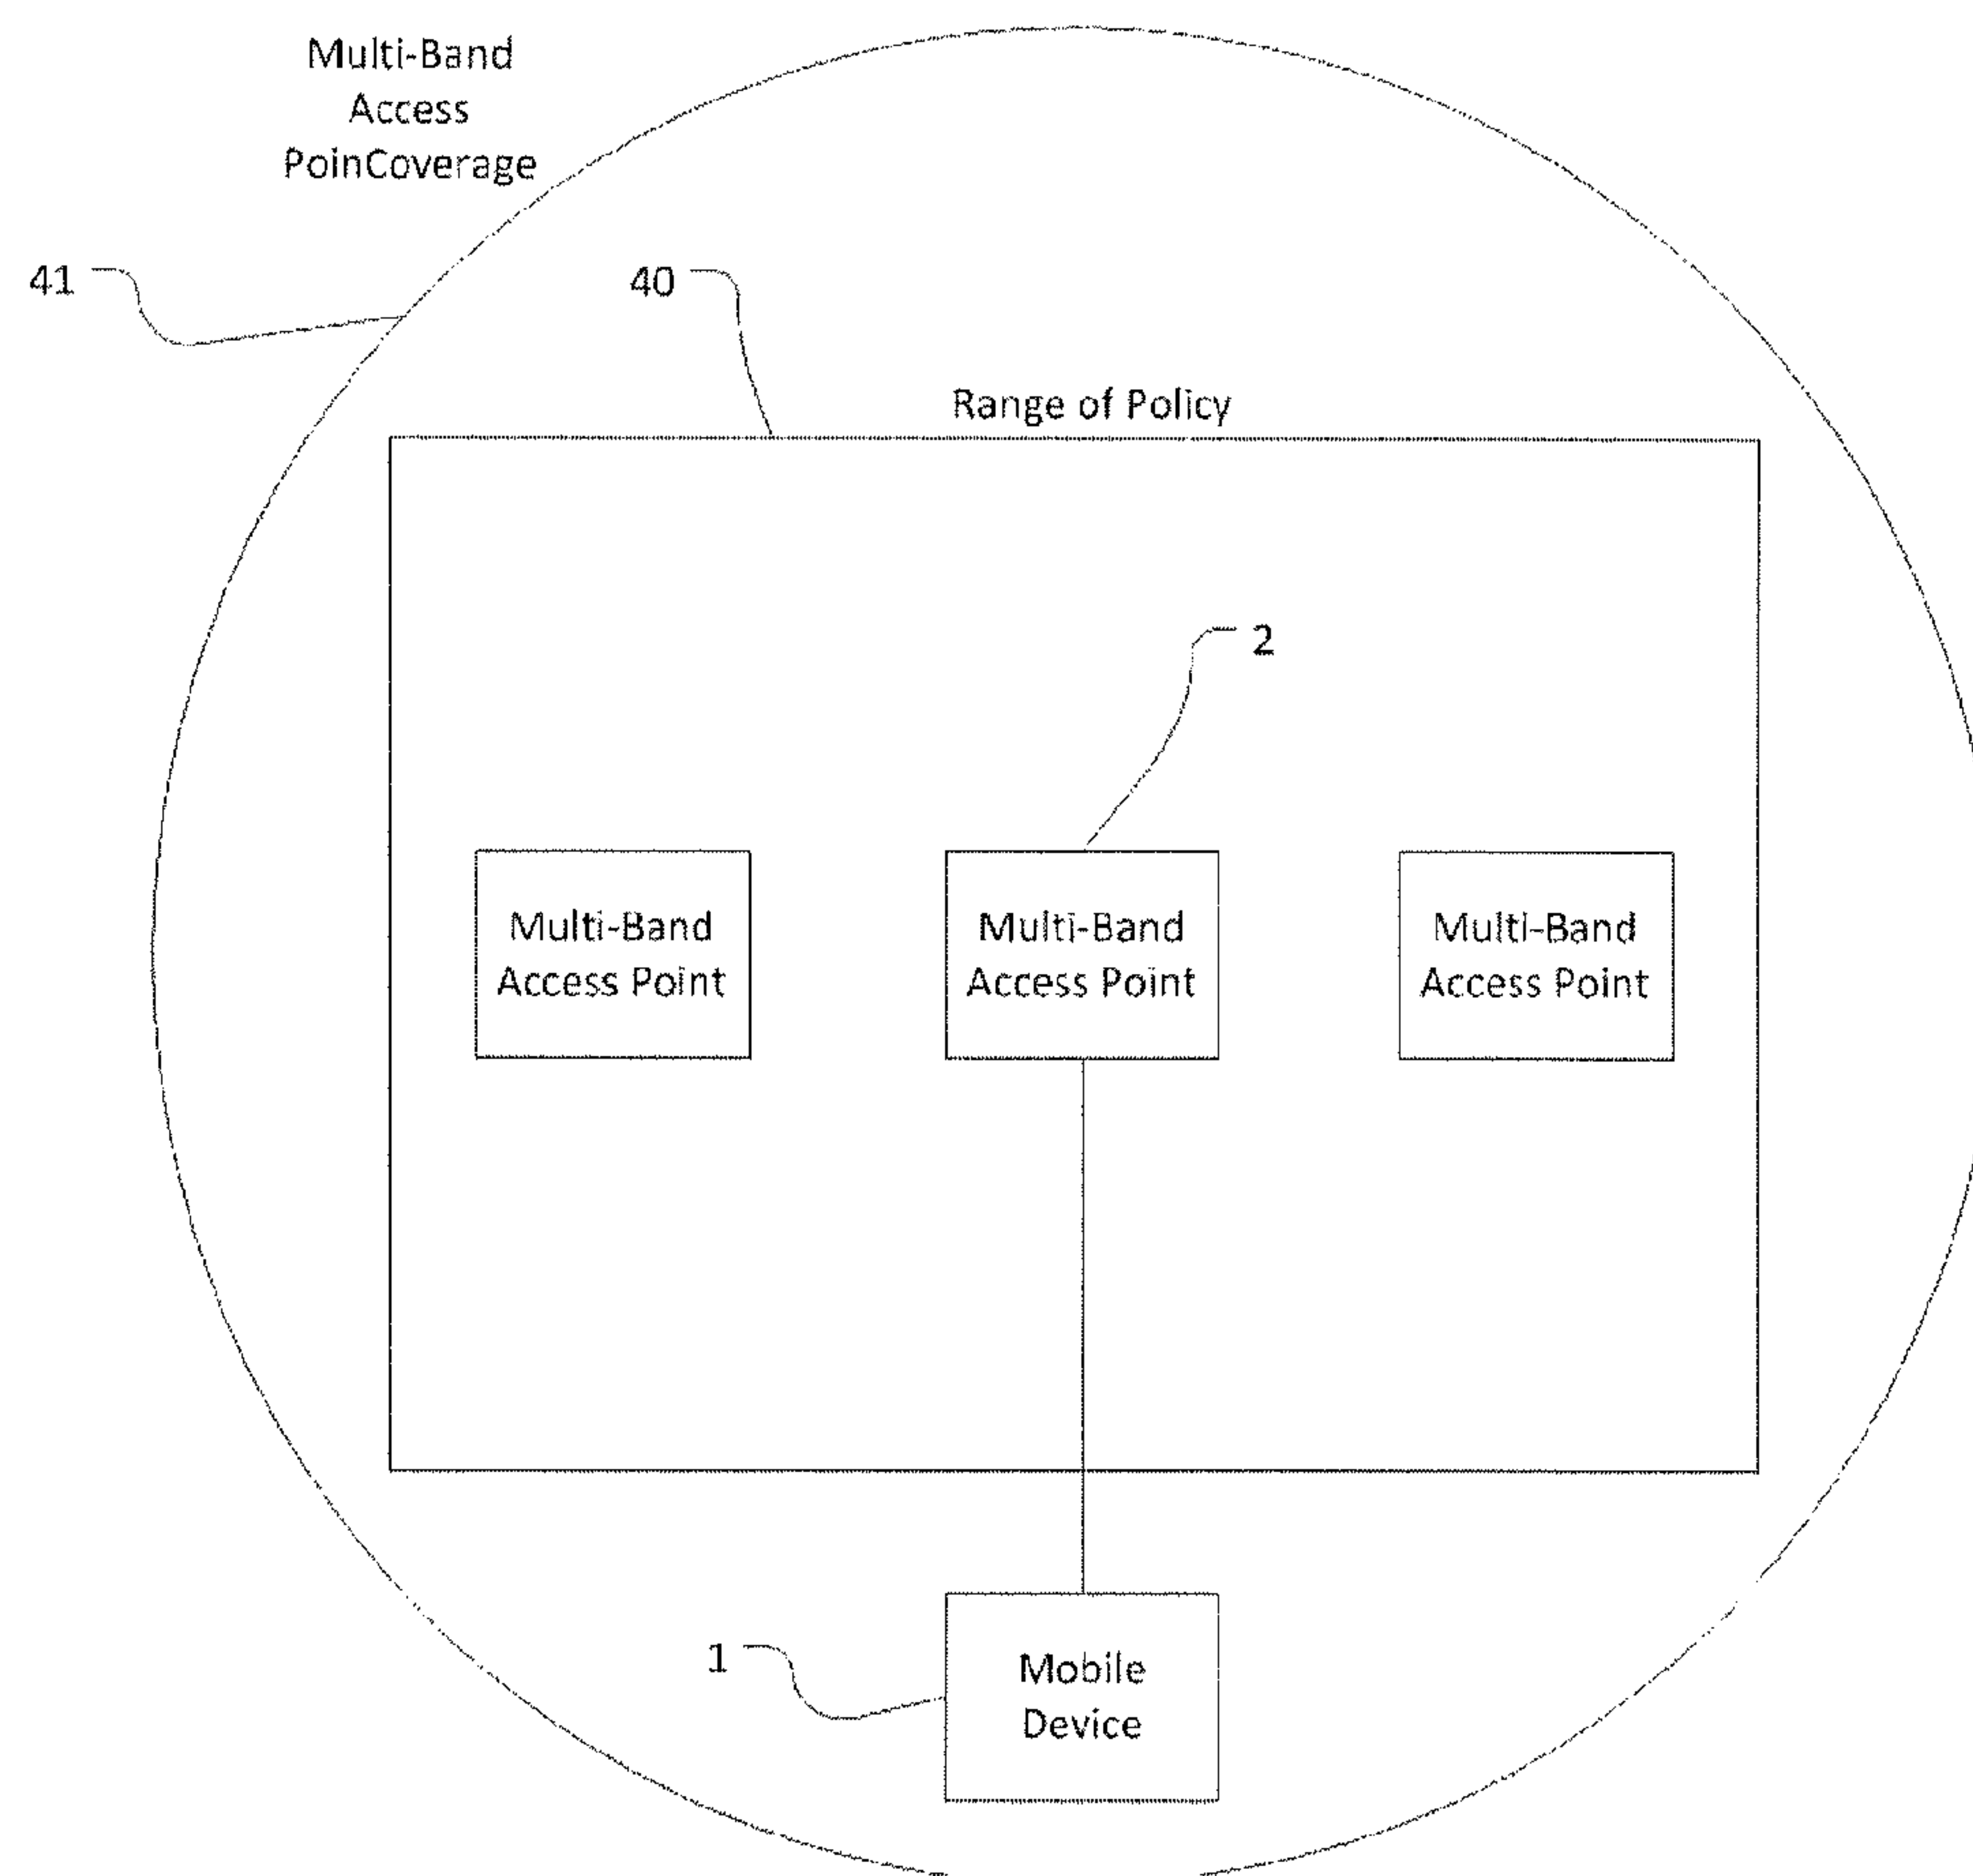 Multi-Band
Access
PoinCoverage
41
40
Range of Policy
2
Multi-Band
Access Point
Multi-Band
Access Point
Multi-Band
Access Point
1
Mobile
Device